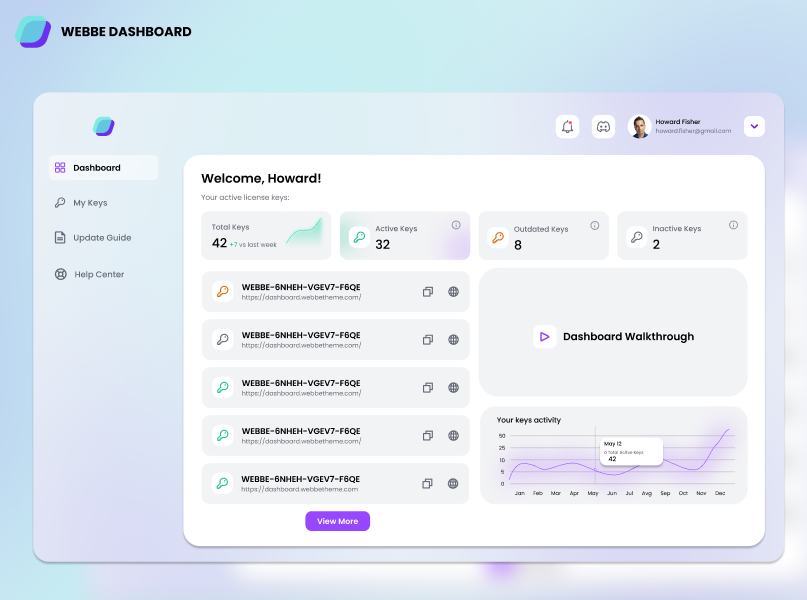 WEBBE DASHBOARD
Howard Fisher
howard.fisher@gmail.com
Dashboard
My Keys
Update Guide
Help Center
Welcome, Howard!
Your active license keys:
Total Keys
42 +7 vs last week
Active Keys
32
Outdated Keys
8
Inactive Keys
2
WEBBE-6NHEH-VGEV7-F6QE
https://dashboard.webbetheme.com/
WEBBE-6NHEH-VGEV7-F6QE
https://dashboard.webbetheme.com/
WEBBE-6NHEH-VGEV7-F6QE
https://dashboard.webbetheme.com/
WEBBE-6NHEH-VGEV7-F6QE
https://dashboard.webbetheme.com/
WEBBE-6NHEH-VGEV7-F6QE
https://dashboard.webbetheme.com
View More
Dashboard Walkthrough
Your keys activity
50
25
10
5
0
May 12
Total Active Keys
42
Jan Feb Mar Apr May Jun Jul Avg Sep Oct Nov Dec